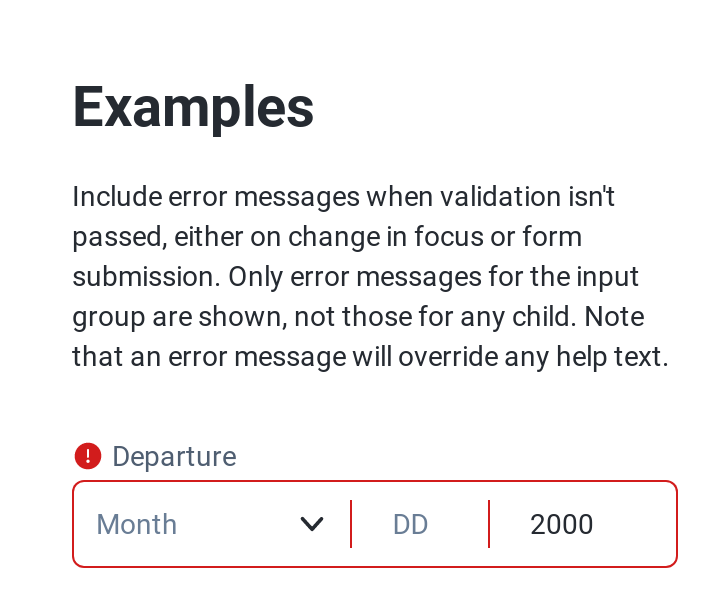 Examples
Include error messages when validation isn't
passed, either on change in focus or form
submission. Only error messages for the input
group are shown, not those for any child. Note
that an error message will override any help text.
Departure
Month DD 2000